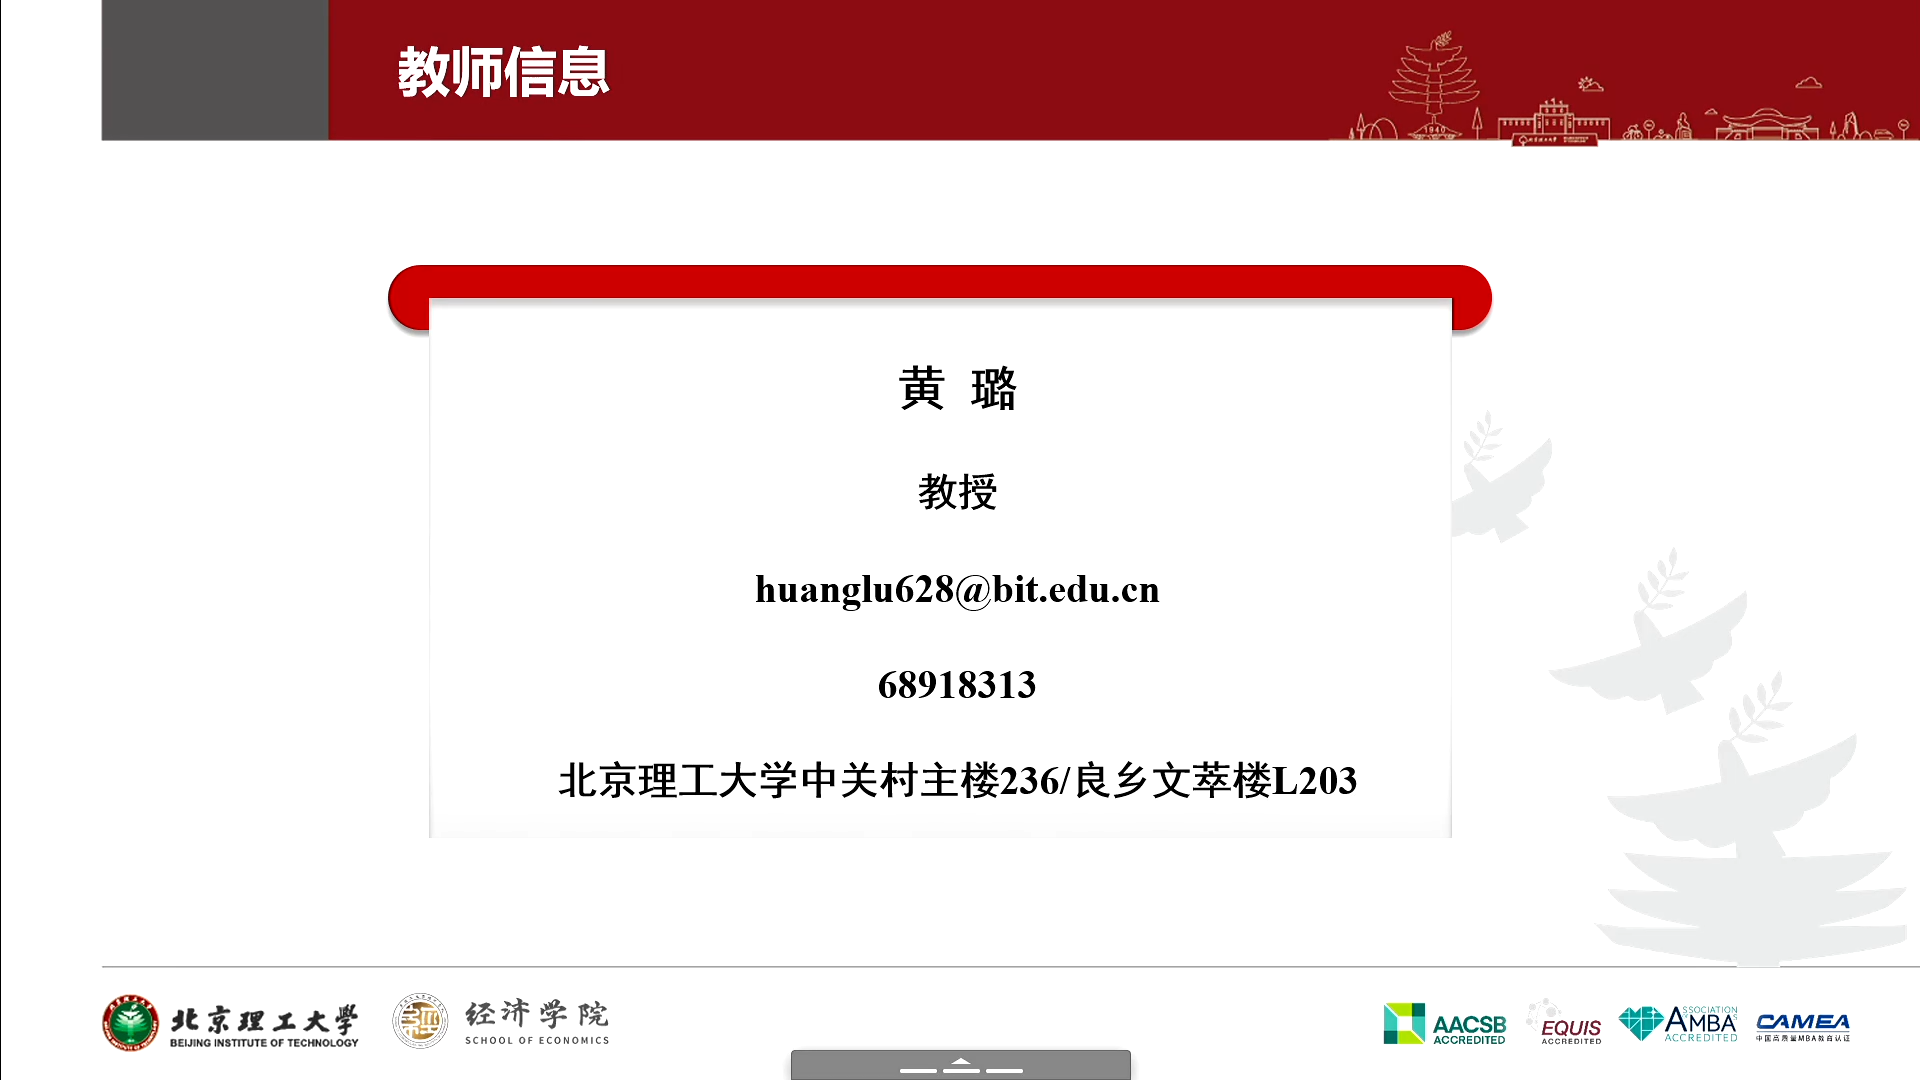 教师信息
1940
黄 璐
教授
huanglu628@bit.edu.cn
68918313
北京理工大学中关村主楼236/良乡文萃楼L203
北京理工大学
BEIJING INSTITUTE OF TECHNOLOGY
经济学院
SCHOOL OF ECONOMICS
AACSB
ACCREDITED
EQUIS
ACCREDITED
ASSOCIATION
OF
AMBA
ACCREDITED
CAMEA
中国高质量MBA教育认证